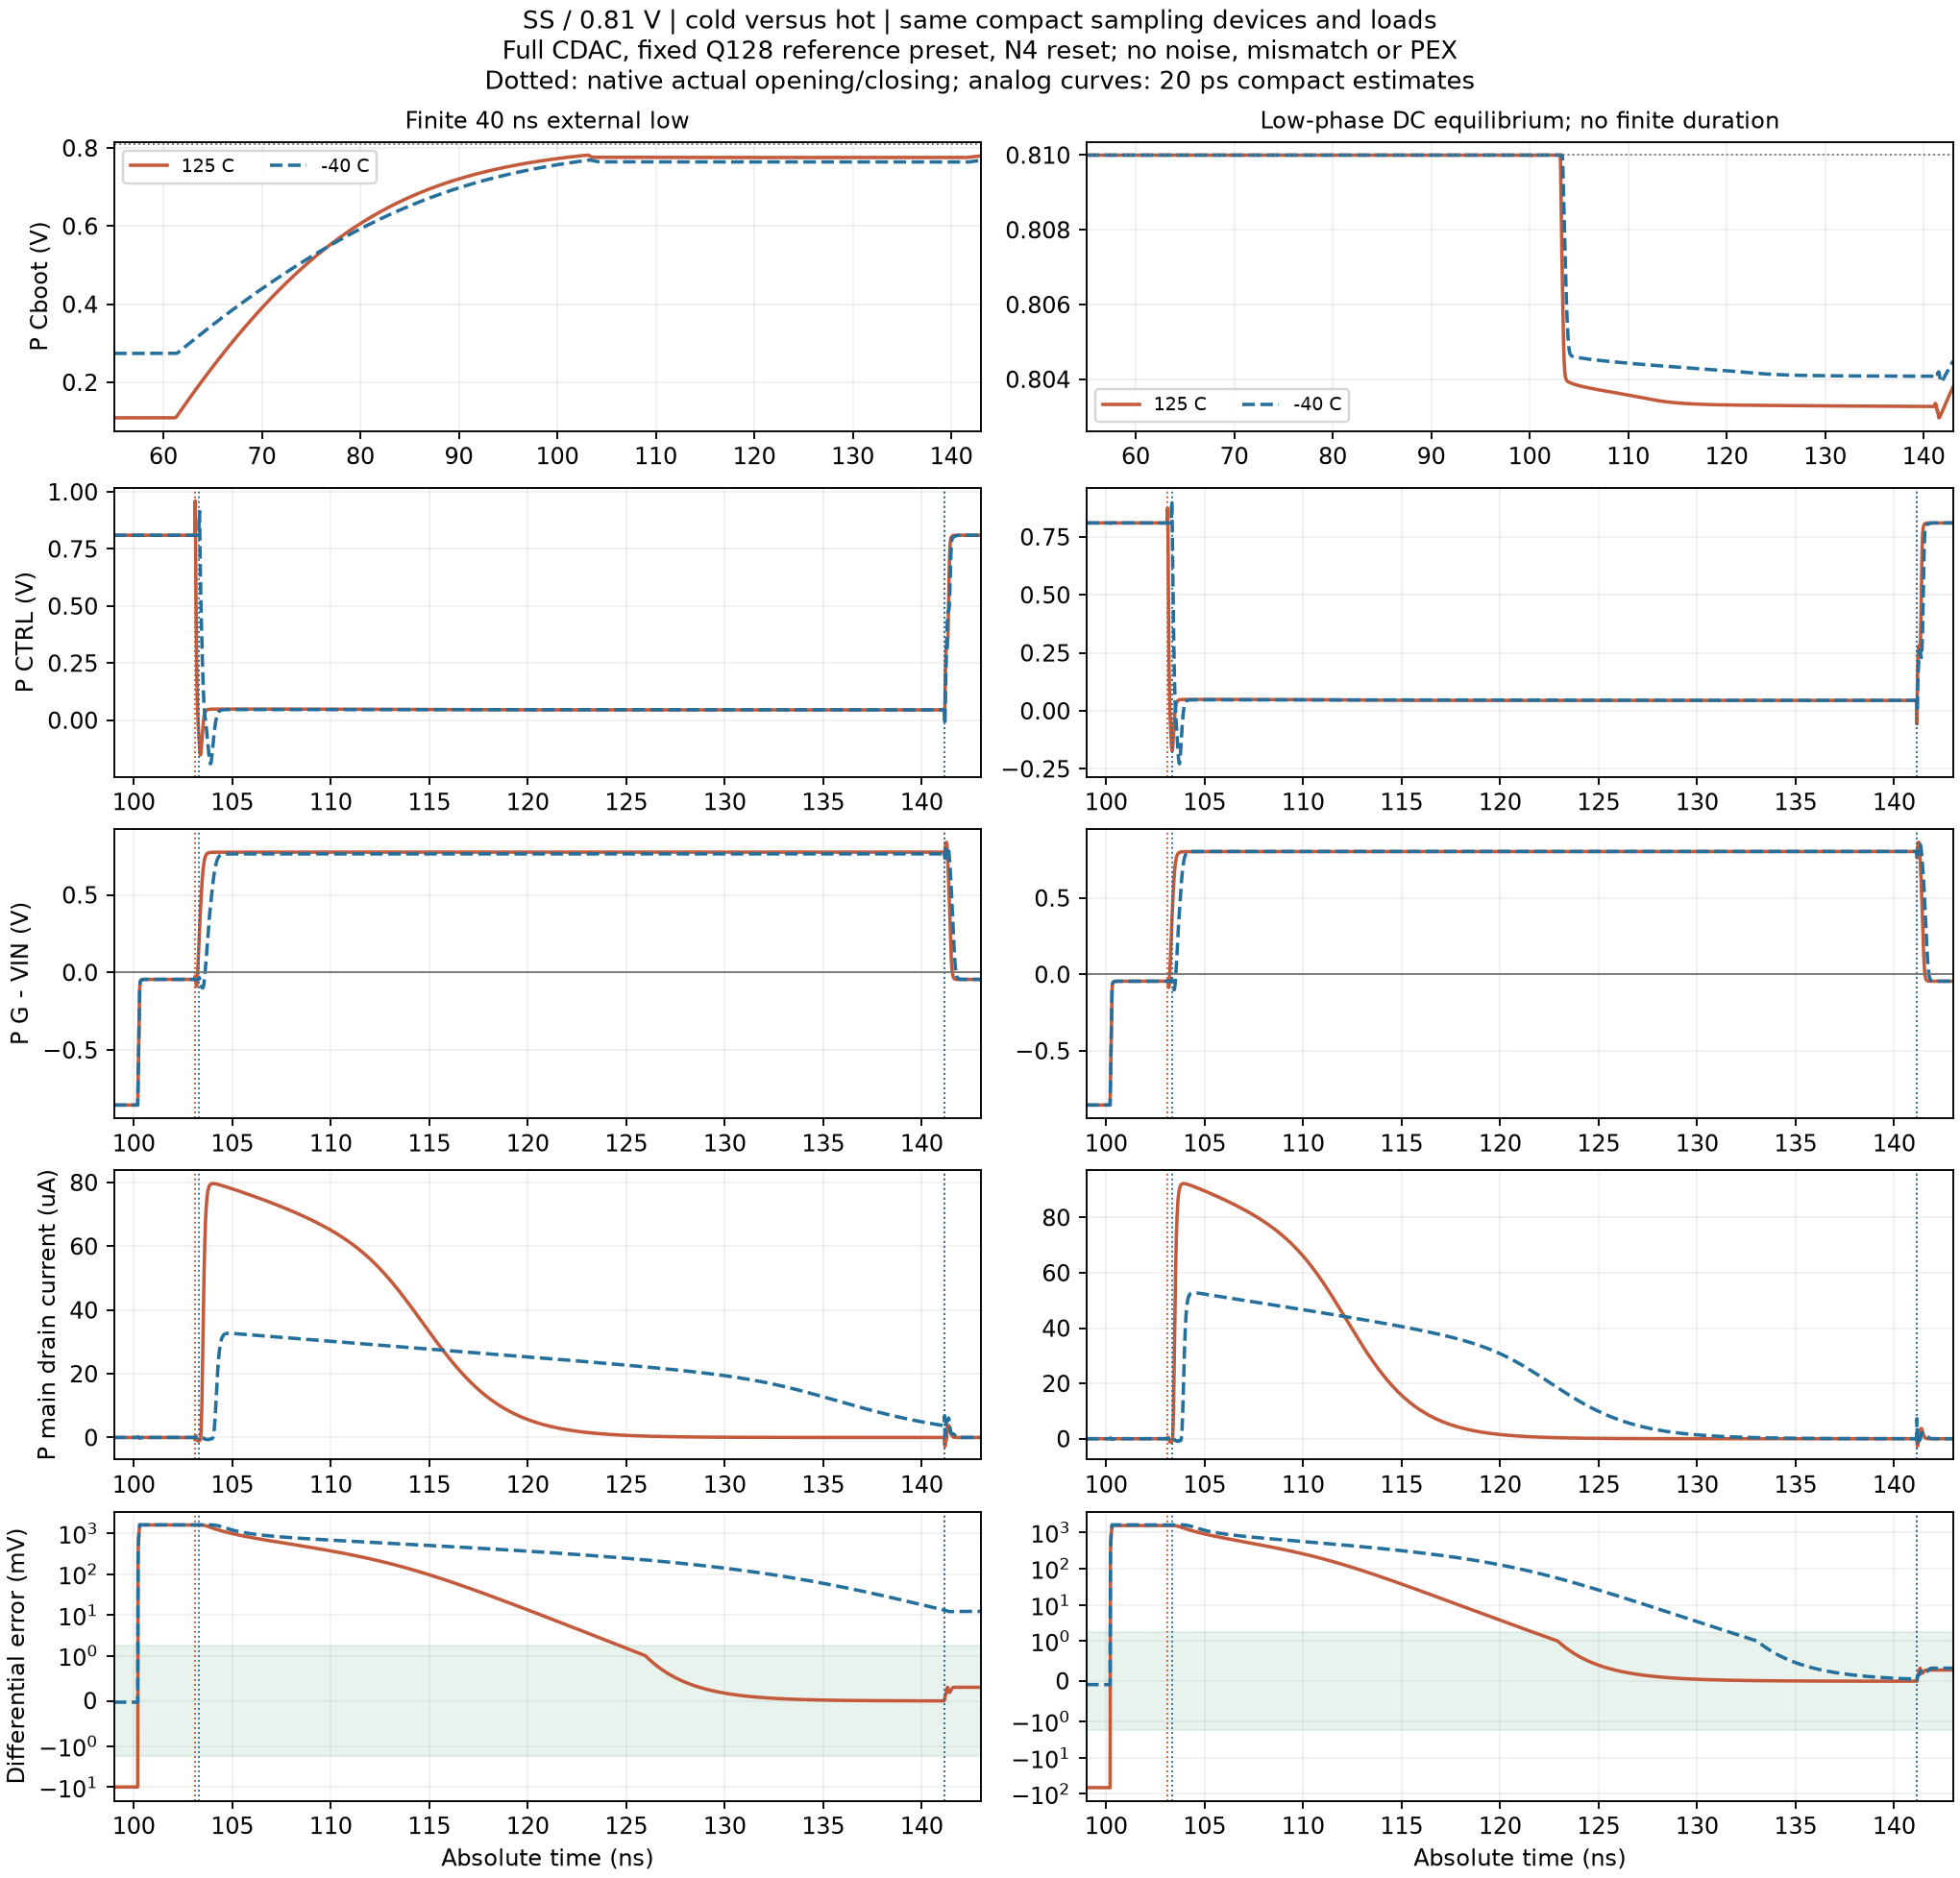 SS / 0.81 V | cold versus hot | same compact sampling devices and loads
Full CDAC, fixed Q128 reference preset, N4 reset; no noise, mismatch or PEX
Dotted: native actual opening/closing; analog curves: 20 ps compact estimates
Finite 40 ns external low
P Cboot (V)
0.8
0.6
0.4
0.2
125 C
-40 C
60 70 80 90 100 110 120 130 140
Low-phase DC equilibrium; no finite duration
0.810
0.808
0.806
0.804
125 C
-40 C
60 70 80 90 100 110 120 130 140
P CTRL (V)
1.00
0.75
0.50
0.25
0.00
100 105 110 115 120 125 130 135 140
0.75
0.50
0.25
0.00
−0.25
100 105 110 115 120 125 130 135 140
P G - VIN (V)
0.5
0.0
−0.5
100 105 110 115 120 125 130 135 140
0.5
0.0
−0.5
100 105 110 115 120 125 130 135 140
P main drain current (uA)
80
60
40
20
0
100 105 110 115 120 125 130 135 140
80
60
40
20
0
100 105 110 115 120 125 130 135 140
Differential error (mV)
10³
10²
10¹
10⁰
0
−10⁰
−10¹
100 105 110 115 120 125 130 135 140
Absolute time (ns)
10³
10²
10¹
10⁰
0
−10⁰
−10¹
−10²
100 105 110 115 120 125 130 135 140
Absolute time (ns)